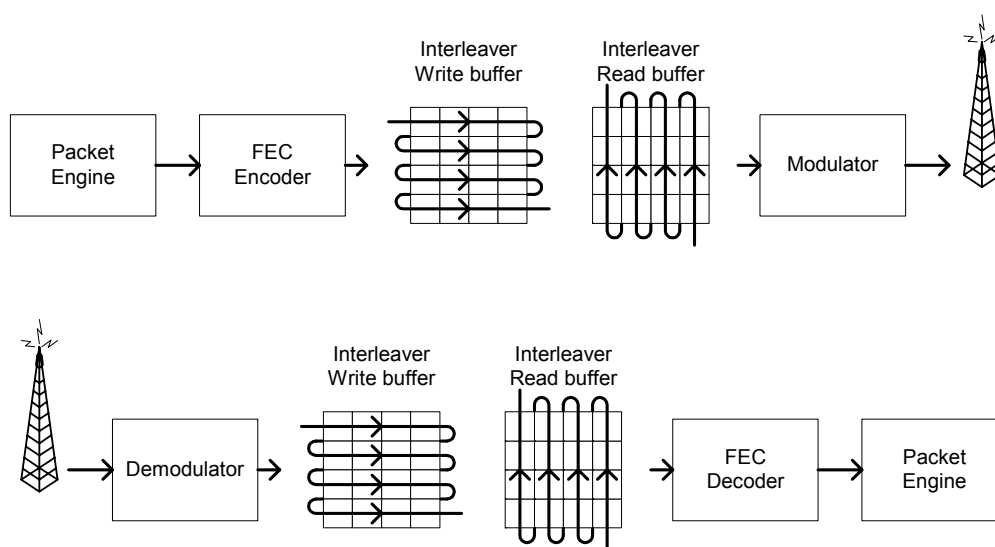 Interleaver
Write buffer
Interleaver
Read buffer
Packet
Engine
FEC
Encoder
Modulator
Interleaver
Write buffer
Interleaver
Read buffer
Demodulator
FEC
Decoder
Packet
Engine